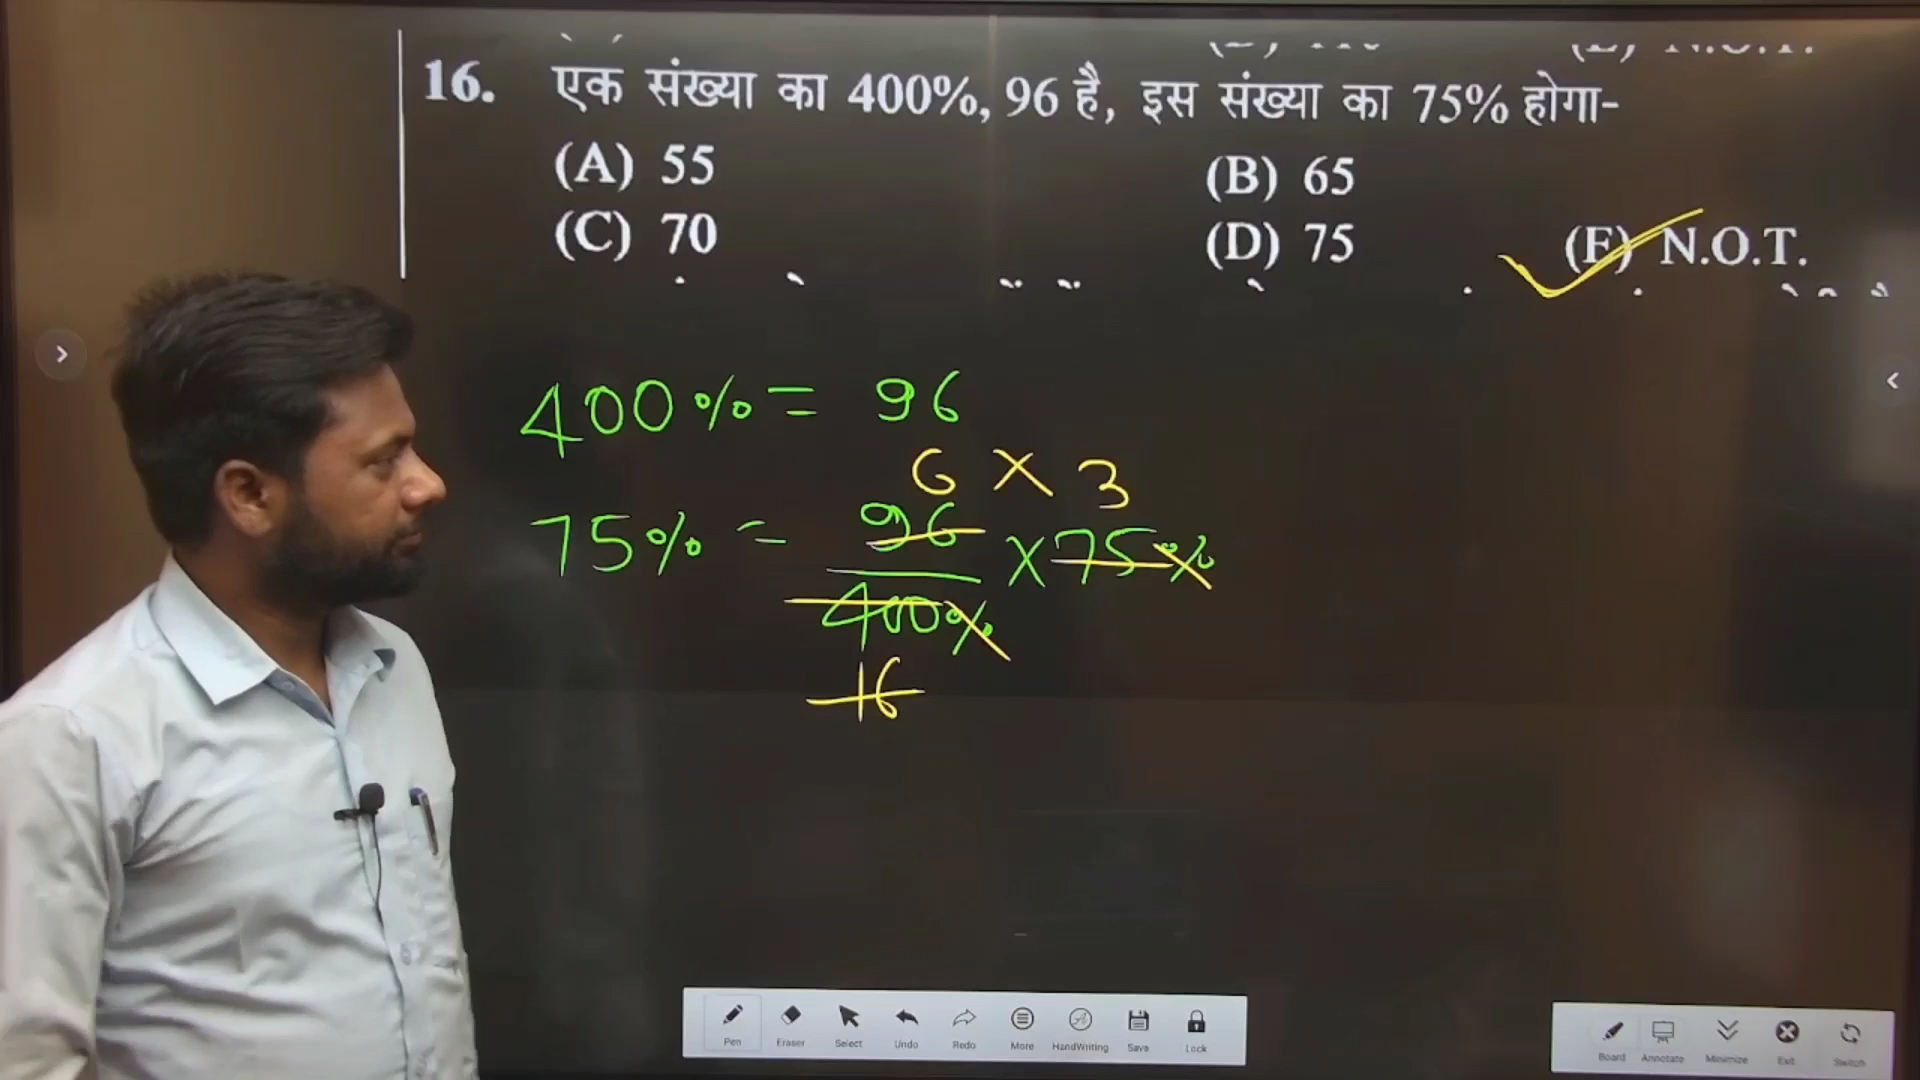 16. एक संख्या का 400%, 96 है, इस संख्या का 75% होगा-
(A) 55 (B) 65
(C) 70 (D) 75 (E) N.O.T.
400% = 96
6 × 3
75% = 96 × 75%
400%
16
Pen Eraser Select Undo Redo More HandWriting Save Lock
Board Annotate Minimize Exit Switch